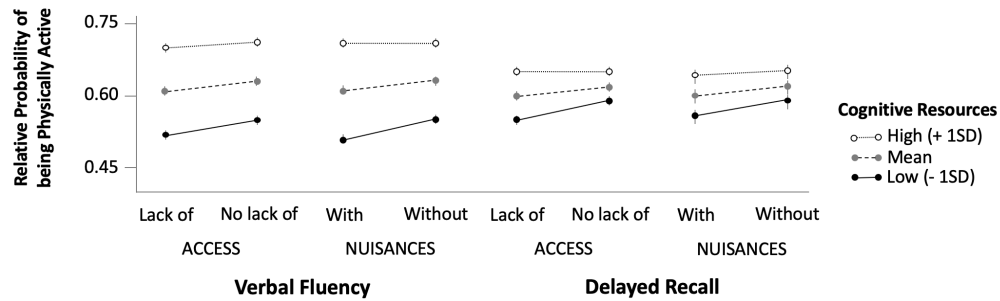 Relative Probability of
being Physically Active
0.75
0.60
0.45
Lack of No lack of With Without Lack of No lack of With Without
ACCESS NUISANCES ACCESS NUISANCES
Verbal Fluency Delayed Recall
Cognitive Resources
High (+ 1SD)
Mean
Low (- 1SD)